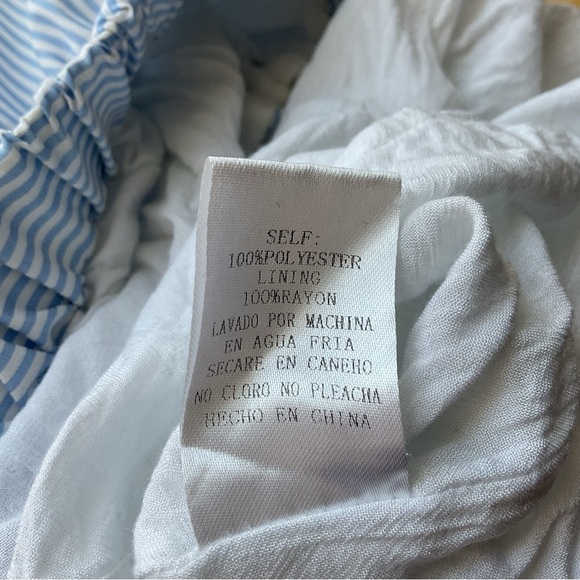 SELF:
100%POLYESTER
LINING
100%RAYON
LAVADO POR MACHINA
EN AGUA FRIA
SECARE EN CANEHO
NO CLORO NO PLEACHA
HECHO EN CHINA